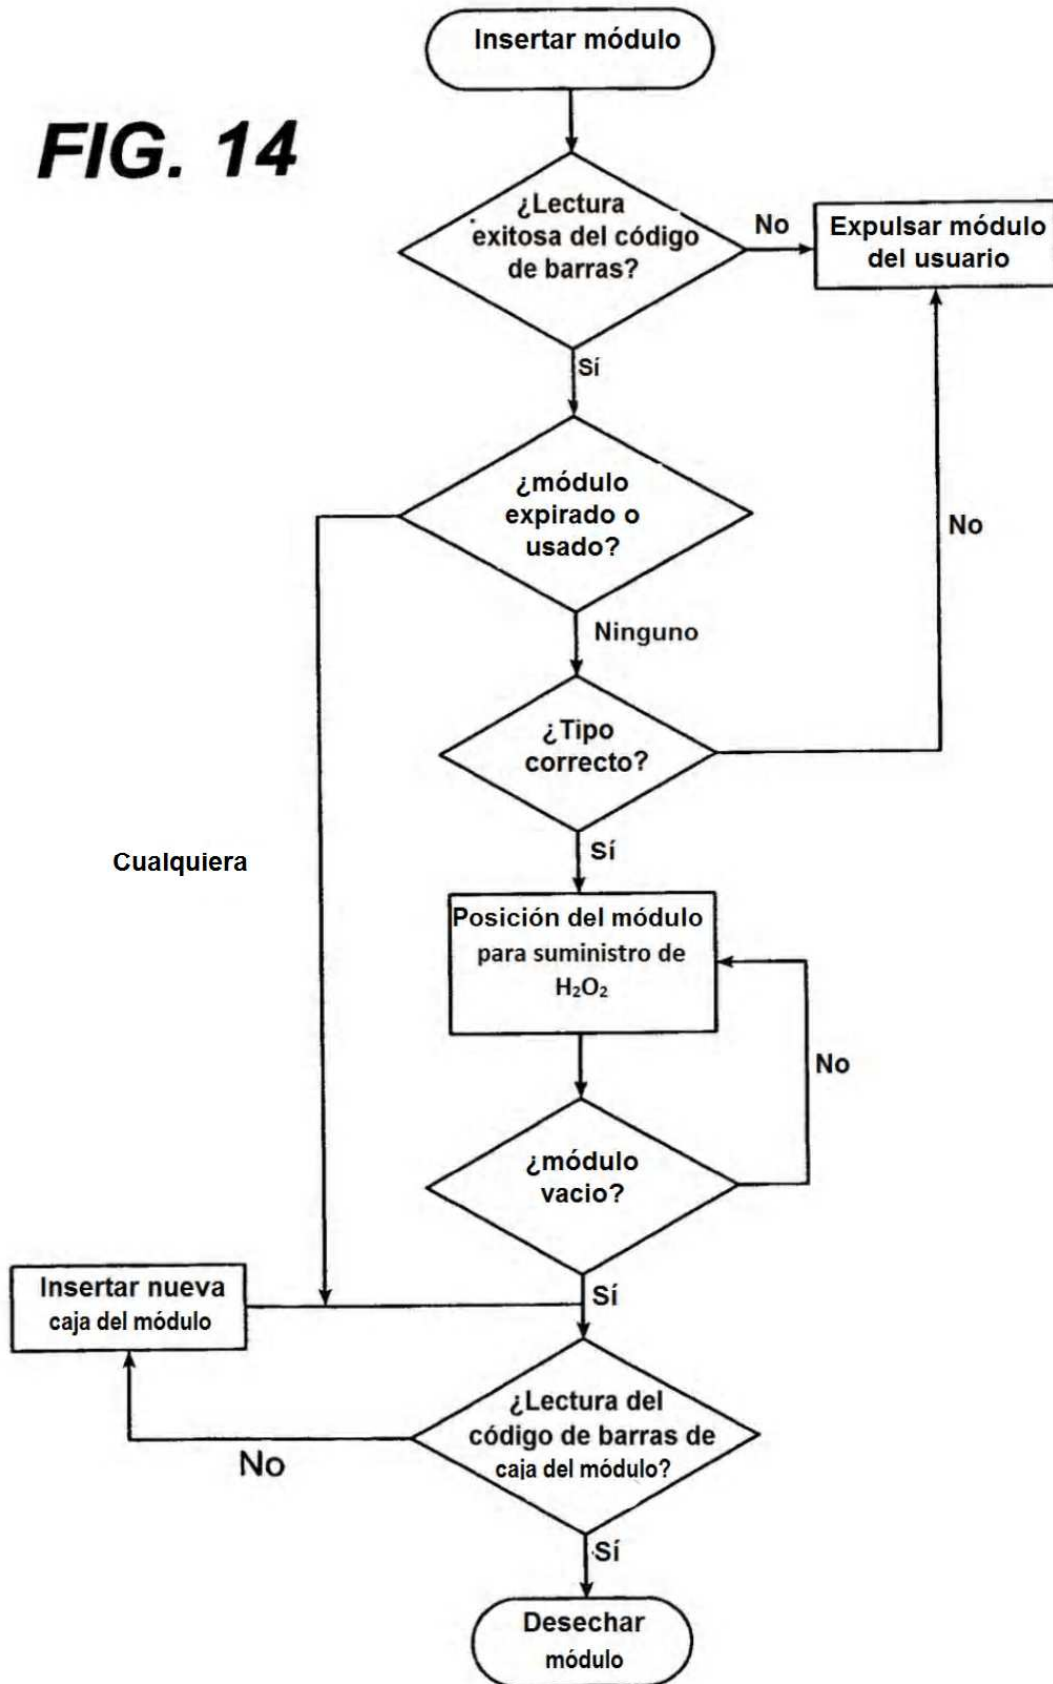 Insertar módulo
FIG. 14
¿Lectura
exitosa del código
de barras?
No
Expulsar módulo
del usuario
Sí
¿módulo
expirado o
usado?
No
Ninguno
¿Tipo
correcto?
Cualquiera
Sí
Posición del módulo
para suministro de
H₂O₂
No
¿módulo
vacio?
Insertar nueva
caja del módulo
Sí
¿Lectura del
código de barras de
caja del módulo?
No
Sí
Desechar
módulo